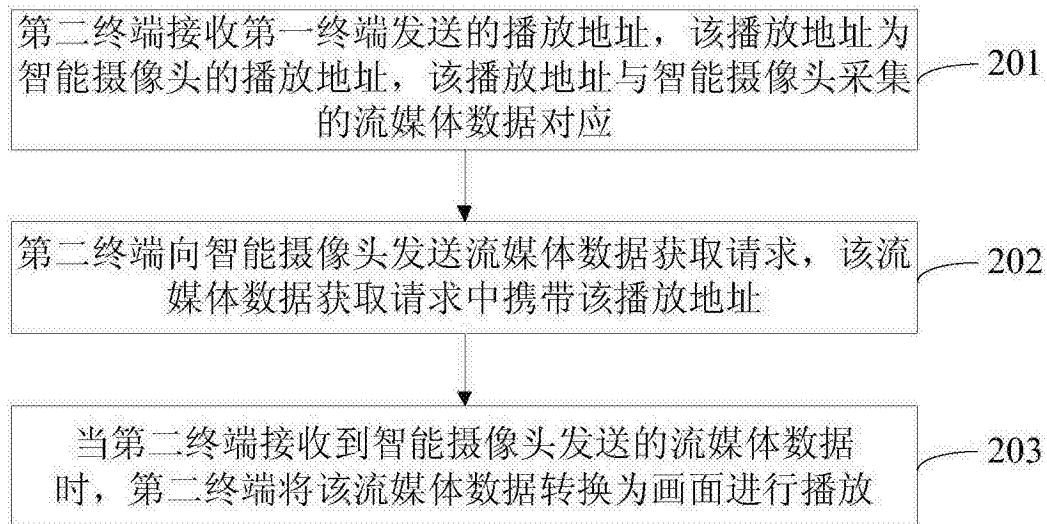 第二终端接收第一终端发送的播放地址，该播放地址为
智能摄像头的播放地址，该播放地址与智能摄像头采集
的流媒体数据对应
201
第二终端向智能摄像头发送流媒体数据获取请求，该流
媒体数据获取请求中携带该播放地址
202
当第二终端接收到智能摄像头发送的流媒体数据
时，第二终端将该流媒体数据转换为画面进行播放
203